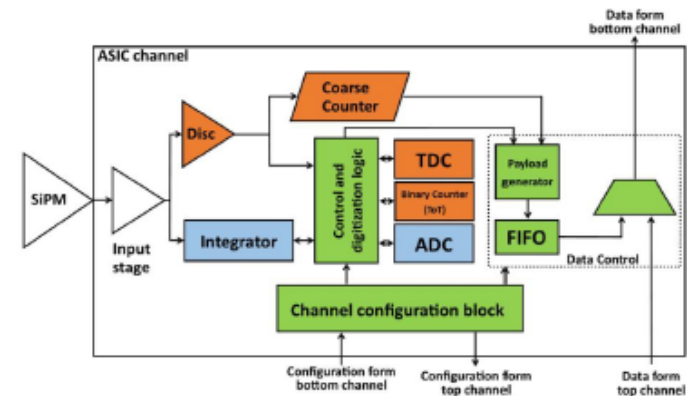 Data form
bottom channel
ASIC channel
Coarse
Counter
Disc
SiPM
Input
stage
Integrator
Control and
digitization logic
TDC
Binary Counter
(ToT)
ADC
Payload
generator
FIFO
Data Control
Channel configuration block
Configuration form
bottom channel
Configuration form
top channel
Data form
top channel